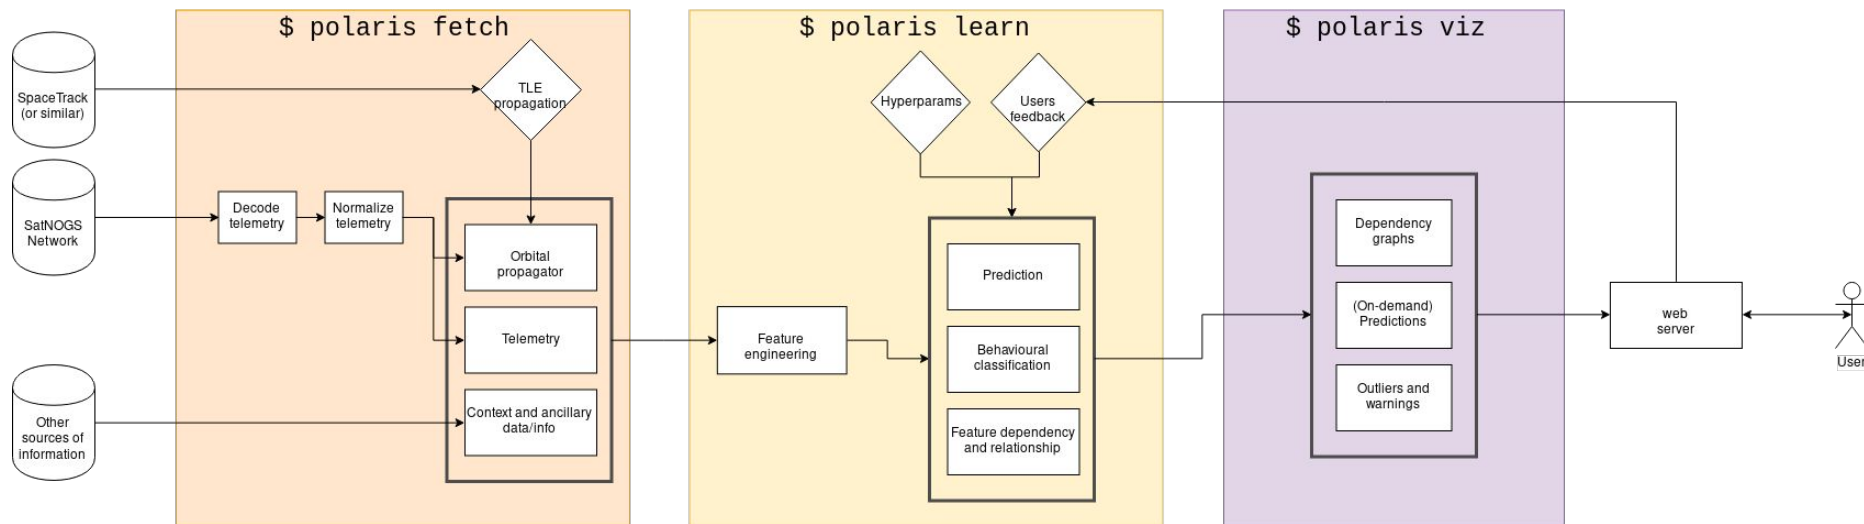 $ polaris fetch
$ polaris learn
$ polaris viz
SpaceTrack
(or similar)
TLE
propagation
Hyperparams
Users
feedback
SatNOGS
Network
Decode
telemetry
Normalize
telemetry
Orbital
propagator
Telemetry
Context and ancillary
data/info
Other
sources of
information
Feature
engineering
Prediction
Behavioural
classification
Feature dependency
and relationship
Dependency
graphs
(On-demand)
Predictions
Outliers and
warnings
web
server
User